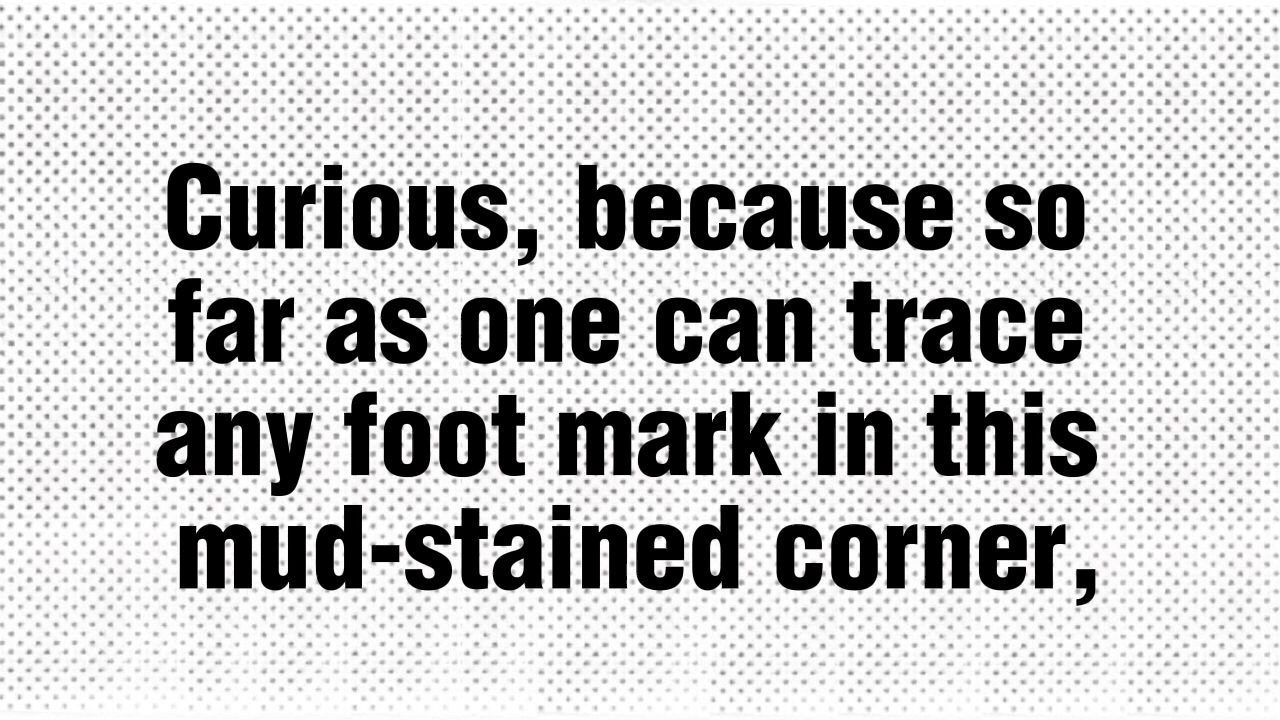 Curious, because so
far as one can trace
any foot mark in this
mud-stained corner,